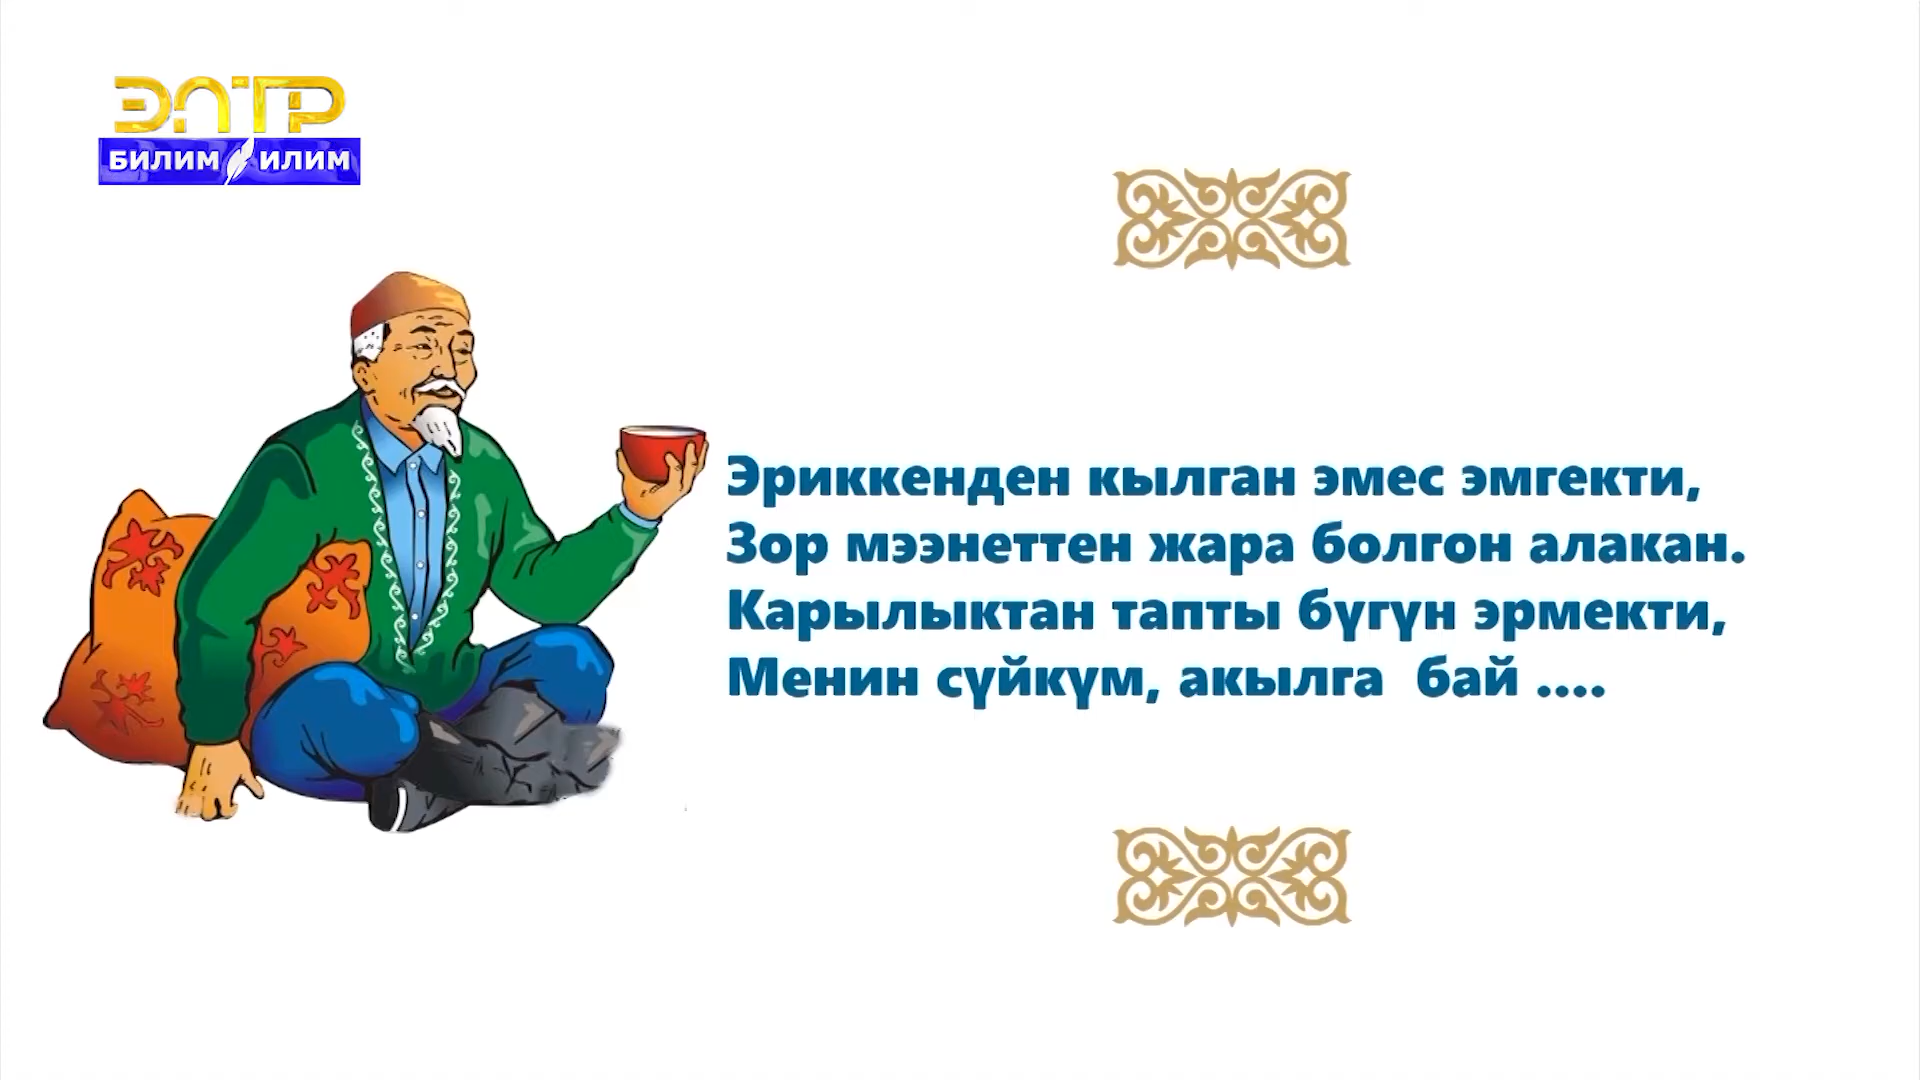 ЭЛТР
БИЛИМ ИЛИМ
Эриккенден кылган эмес эмгекти,
Зор мээнеттен жара болгон алакан.
Карылыктан тапты бүгүн эрмекти,
Менин сүйкүм, акылга бай ....